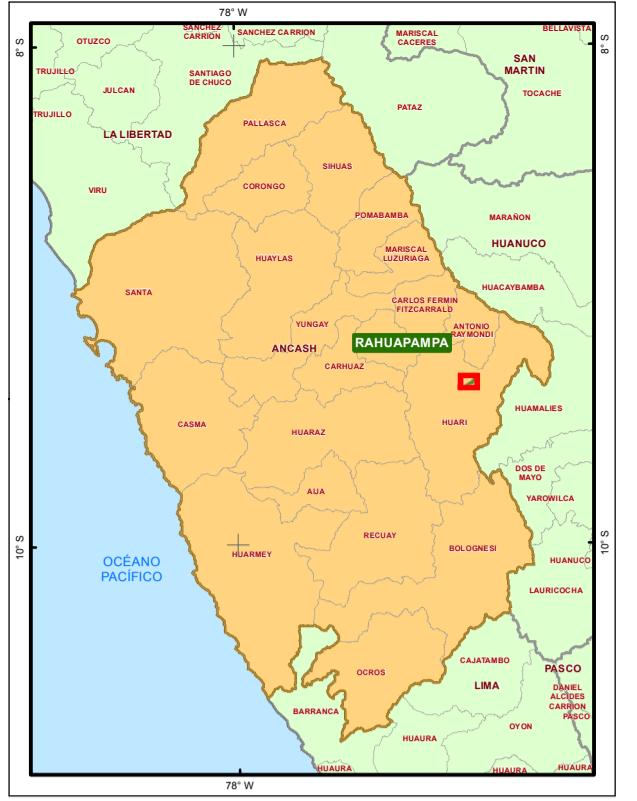 78° W
SANCHEZ
CARRION
SANCHEZ CARRION
MARISCAL
CACERES
BELLAVISTA
8° S
8° S
OTUZCO
SAN
MARTIN
TRUJILLO
SANTIAGO
DE CHUCO
JULCAN
TOCACHE
PATAZ
TRUJILLO
PALLASCA
LA LIBERTAD
SIHUAS
CORONGO
VIRU
POMABAMBA
MARAÑON
HUANUCO
MARISCAL
LUZURIAGA
HUAYLAS
HUACAYBAMBA
SANTA
CARLOS FERMIN
FITZCARRALD
YUNGAY
ANTONIO
RAYMONDI
ANCASH
RAHUAPAMPA
CARHUAZ
HUAMALIES
CASMA
HUARI
HUARAZ
DOS DE
MAYO
AIJA
YAROWILCA
RECUAY
BOLOGNESI
10° S
10° S
HUARMEY
OCÉANO
PACÍFICO
HUANUCO
LAURICOCHA
CAJATAMBO
PASCO
OCROS
LIMA
DANIEL
ALCIDES
CARRION
PASCO
BARRANCA
OYON
HUAURA
HUAURA
HUAURA
HUAURA
78° W